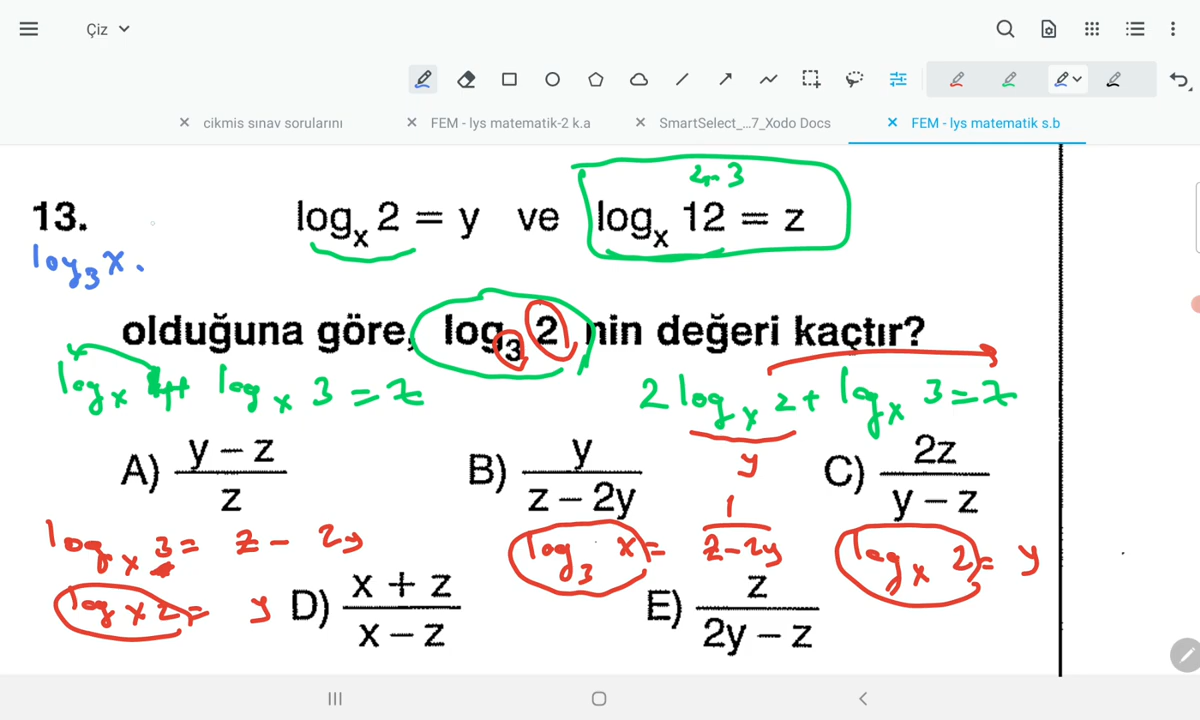 Çiz
cikmis sınav sorularını FEM - lys matematik-2 k.a SmartSelect_...7_Xodo Docs FEM - lys matematik s.b
13. logₓ 2 = y ve logₓ 12 = z
log₃ x .
olduğuna göre, log₃ 2 nin değeri kaçtır?
logₓ 3 = z 2 logₓ 2 + logₓ 3 = z
y
A) (y − z)/z B) y/(z − 2y) C) 2z/(y − z)
logₓ 3 = z − 2y log₃ x = 1/(z − 2y) logₓ 2 = y
logₓ 2 = y
D) (x + z)/(x − z) E) z/(2y − z)